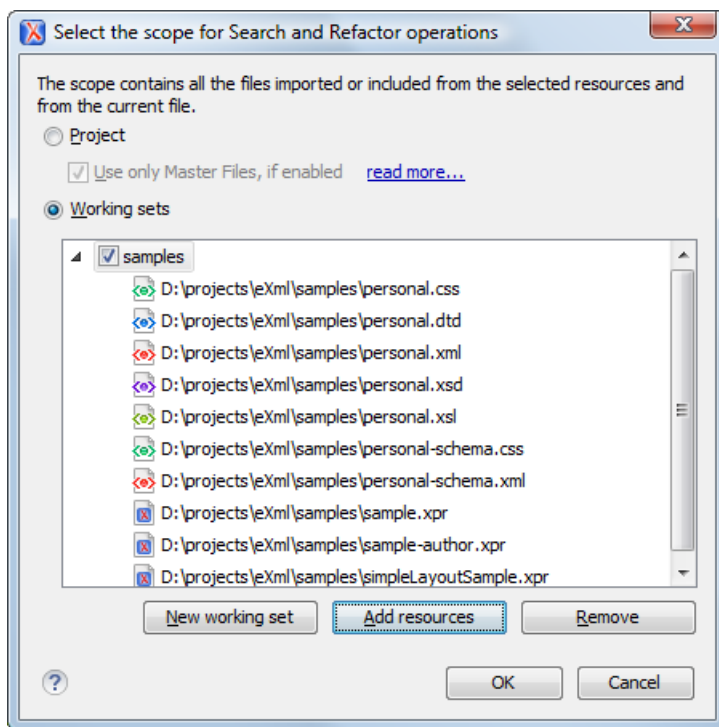 Select the scope for Search and Refactor operations
The scope contains all the files imported or included from the selected resources and
from the current file.
Project
Use only Master Files, if enabled read more...
Working sets
samples
D:\projects\eXml\samples\personal.css
D:\projects\eXml\samples\personal.dtd
D:\projects\eXml\samples\personal.xml
D:\projects\eXml\samples\personal.xsd
D:\projects\eXml\samples\personal.xsl
D:\projects\eXml\samples\personal-schema.css
D:\projects\eXml\samples\personal-schema.xml
D:\projects\eXml\samples\sample.xpr
D:\projects\eXml\samples\sample-author.xpr
D:\projects\eXml\samples\simpleLayoutSample.xpr
New working set Add resources Remove
? OK Cancel